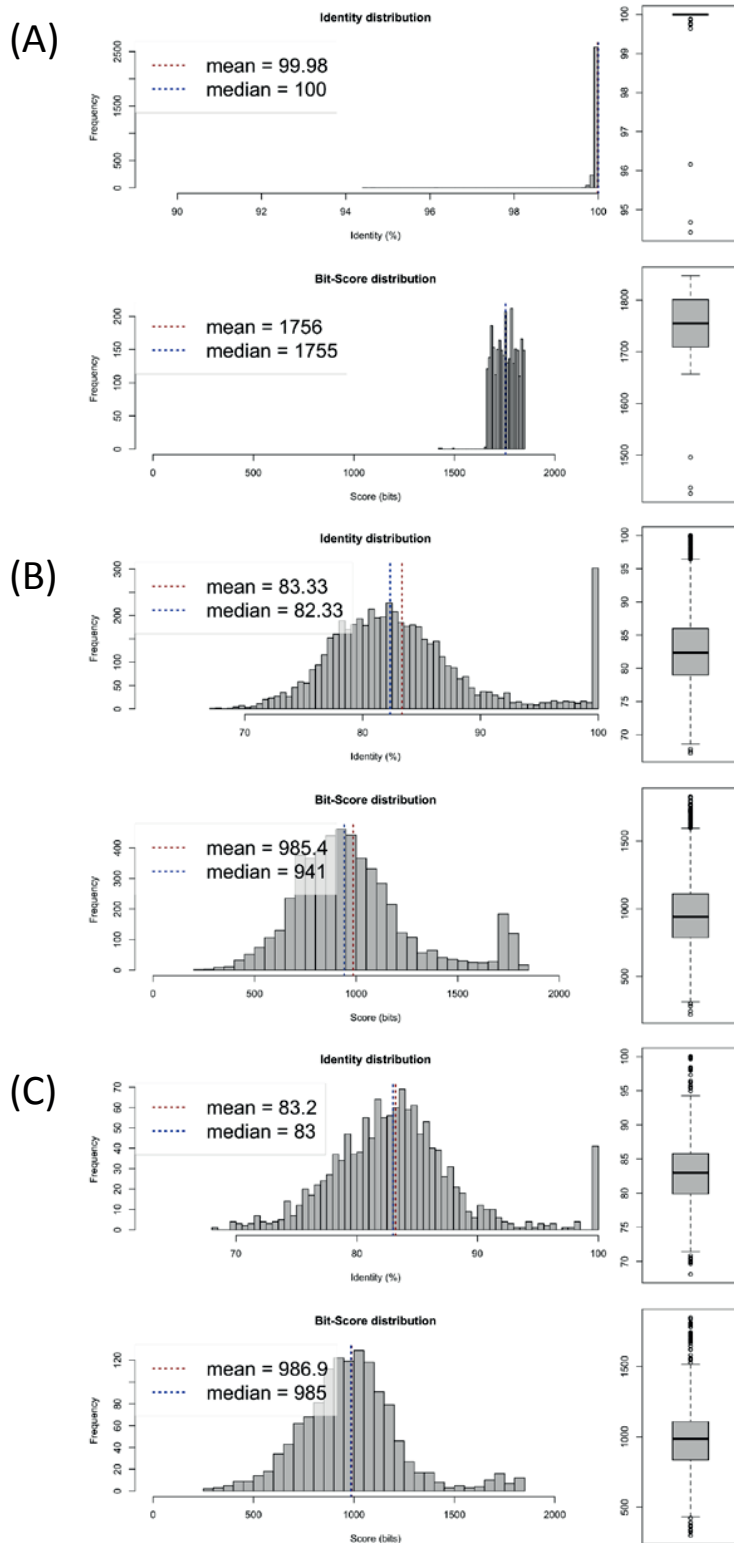 (A)
Identity distribution
mean = 99.98
median = 100
Frequency
0 500 1500 2500
90 92 94 96 98 100
Identity (%)
95 96 97 98 99 100
Bit-Score distribution
mean = 1756
median = 1755
Frequency
0 50 100 150 200
0 500 1000 1500 2000
Score (bits)
1500 1600 1700 1800
(B)
Identity distribution
mean = 83.33
median = 82.33
Frequency
0 50 100 200 300
70 80 90 100
Identity (%)
70 75 80 85 90 95 100
Bit-Score distribution
mean = 985.4
median = 941
Frequency
0 100 200 300 400
0 500 1000 1500 2000
Score (bits)
500 1000 1500
(C)
Identity distribution
mean = 83.2
median = 83
Frequency
0 10 20 30 40 50 60 70
70 80 90 100
Identity (%)
70 75 80 85 90 95 100
Bit-Score distribution
mean = 986.9
median = 985
Frequency
0 20 40 60 80 120
0 500 1000 1500 2000
Score (bits)
500 1000 1500